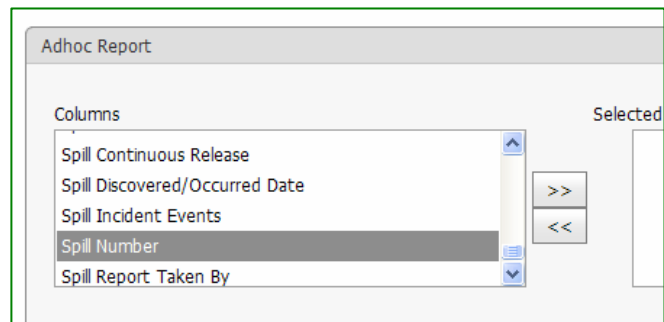 Adhoc Report
Columns
Selected
Spill Continuous Release
Spill Discovered/Occurred Date
>>
Spill Incident Events
<<
Spill Number
Spill Report Taken By